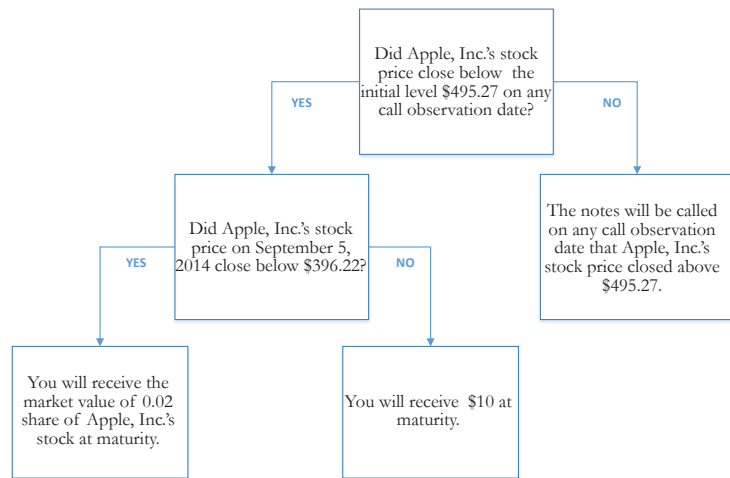 Did Apple, Inc.'s stock
price close below the
initial level $495.27 on any
call observation date?
YES
NO
Did Apple, Inc.'s stock
price on September 5,
2014 close below $396.22?
The notes will be called
on any call observation
date that Apple, Inc.'s
stock price closed above
$495.27.
YES
NO
You will receive the
market value of 0.02
share of Apple, Inc.'s
stock at maturity.
You will receive $10 at
maturity.